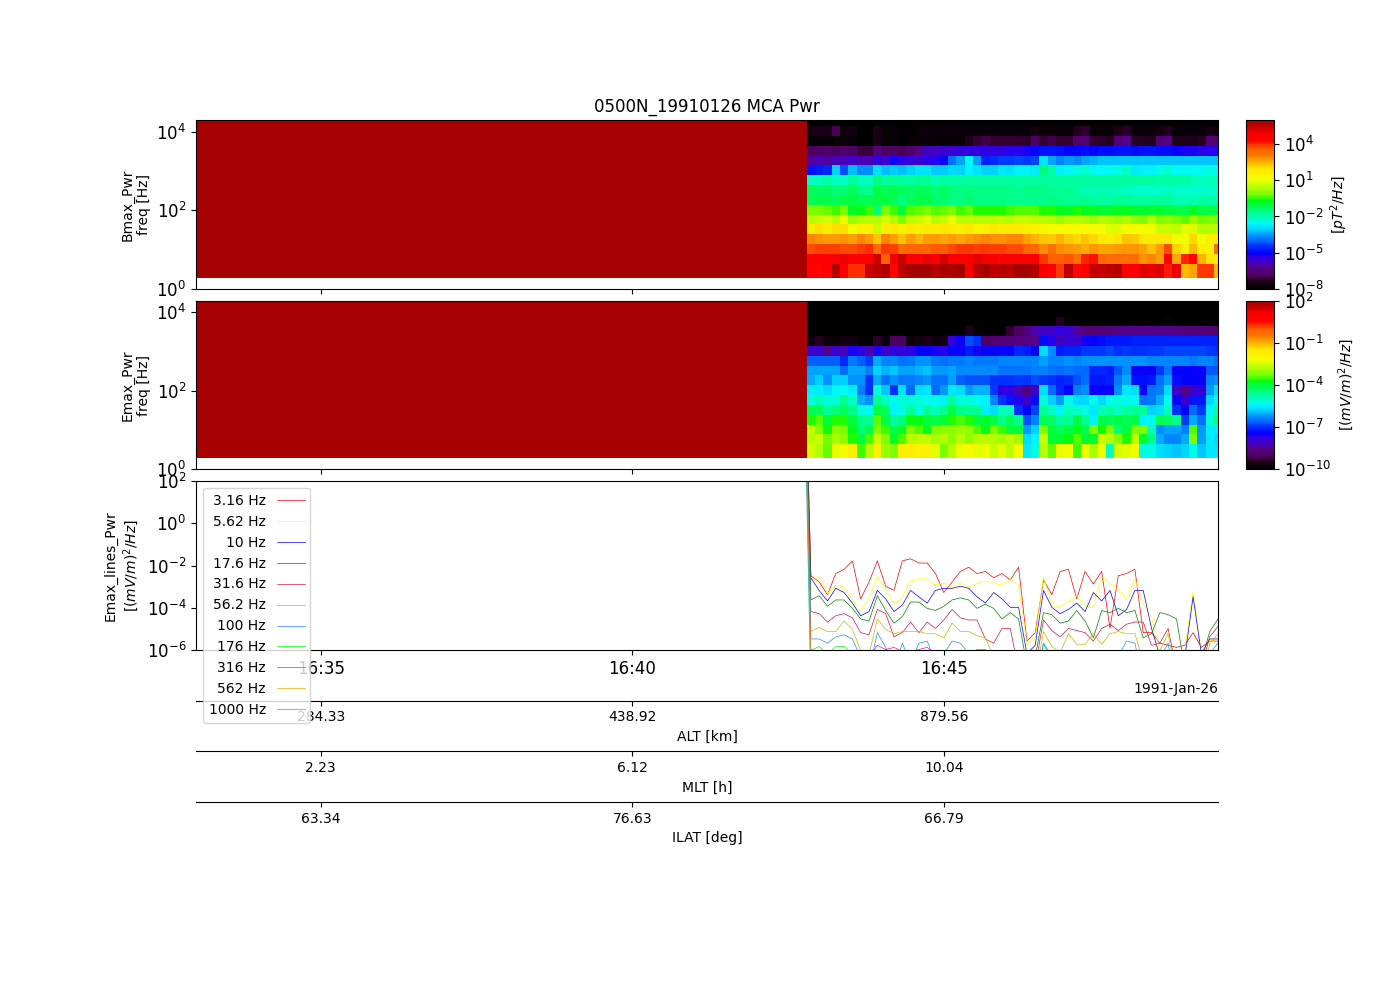 0500N_19910126 MCA Pwr
Bmax_Pwr
freq [Hz]
10^4
10^2
10^0
10^4
10^1
10^-2
10^-5
10^-8
[pT^2/Hz]
Emax_Pwr
freq [Hz]
10^4
10^2
10^0
10^2
10^-1
10^-4
10^-7
10^-10
[(mV/m)^2/Hz]
Emax_lines_Pwr
[(mV/m)^2/Hz]
10^2
10^0
10^-2
10^-4
10^-6
3.16 Hz
5.62 Hz
10 Hz
17.6 Hz
31.6 Hz
56.2 Hz
100 Hz
176 Hz
316 Hz
562 Hz
1000 Hz
16:35 16:40 16:45
1991-Jan-26
284.33 438.92 879.56
ALT [km]
2.23 6.12 10.04
MLT [h]
63.34 76.63 66.79
ILAT [deg]